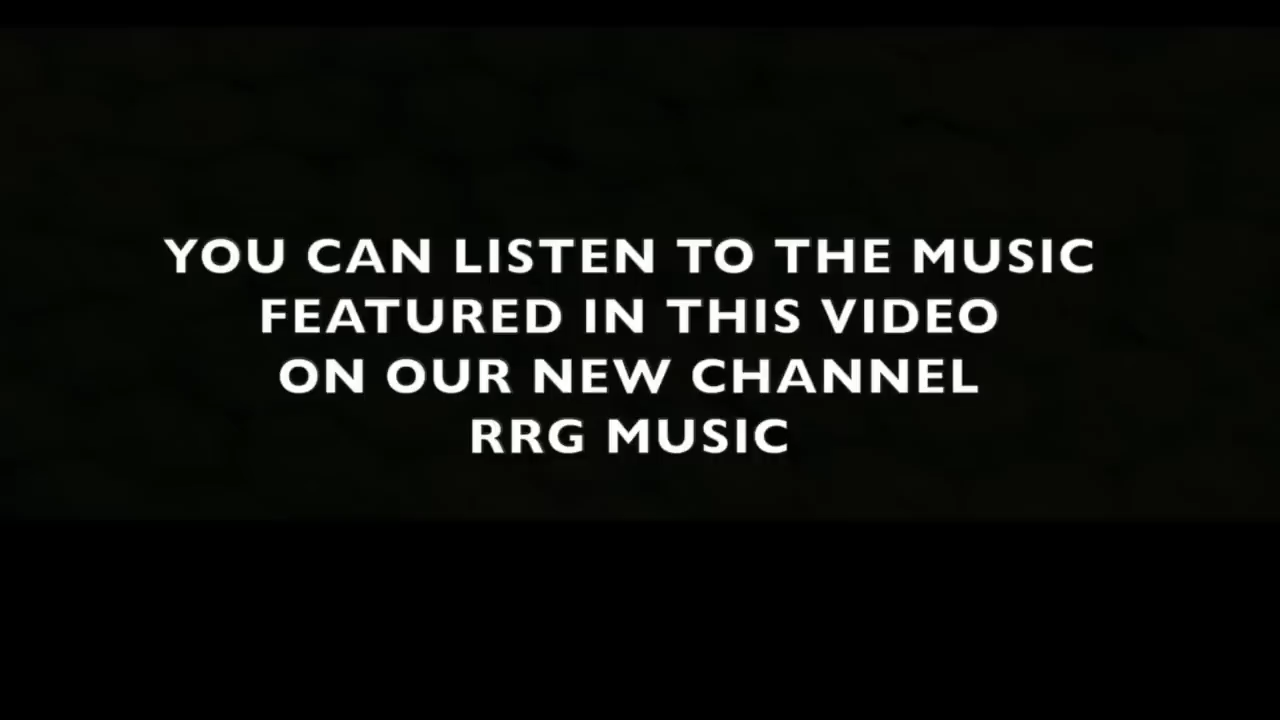 YOU CAN LISTEN TO THE MUSIC
FEATURED IN THIS VIDEO
ON OUR NEW CHANNEL
RRG MUSIC